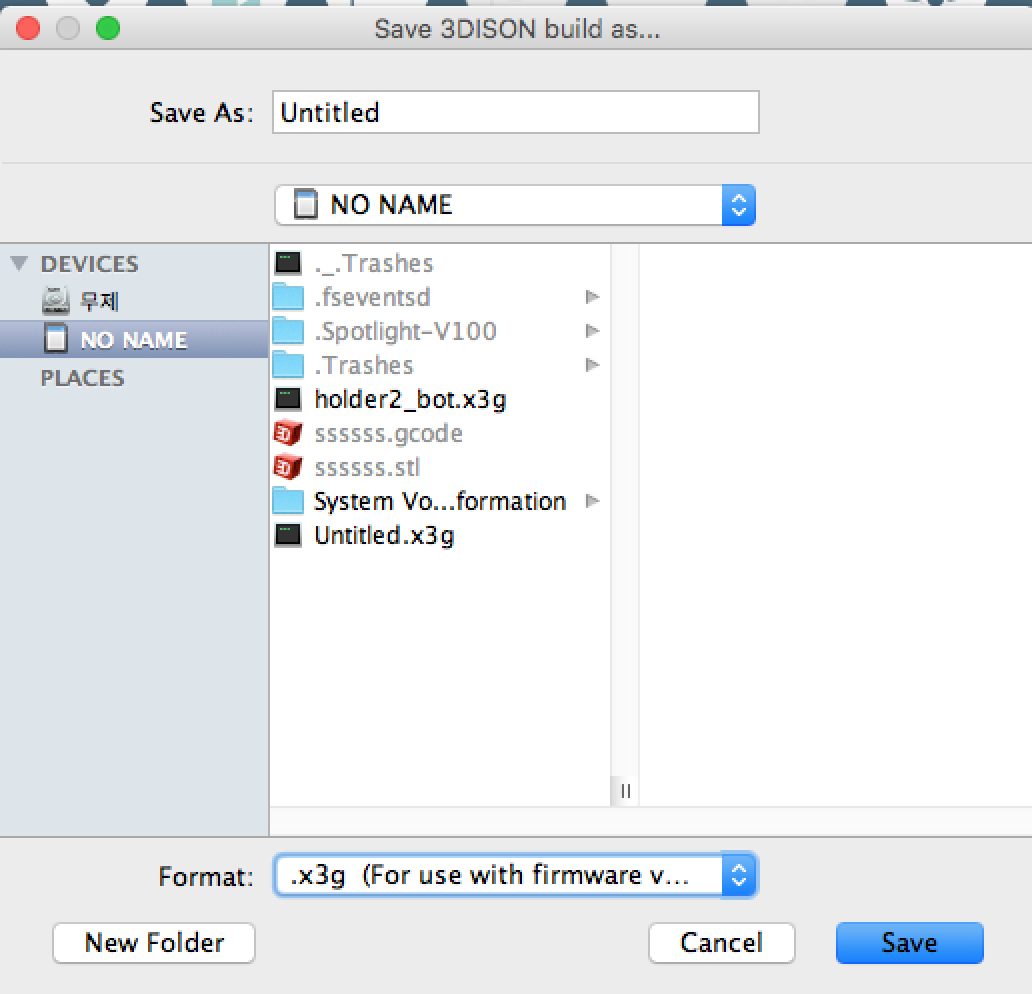 Save 3DISON build as...
Save As: Untitled
NO NAME
DEVICES
무제
NO NAME
PLACES
._.Trashes
.fseventsd
.Spotlight-V100
.Trashes
holder2_bot.x3g
ssssss.gcode
ssssss.stl
System Vo...formation
Untitled.x3g
Format: .x3g (For use with firmware v...
New Folder Cancel Save